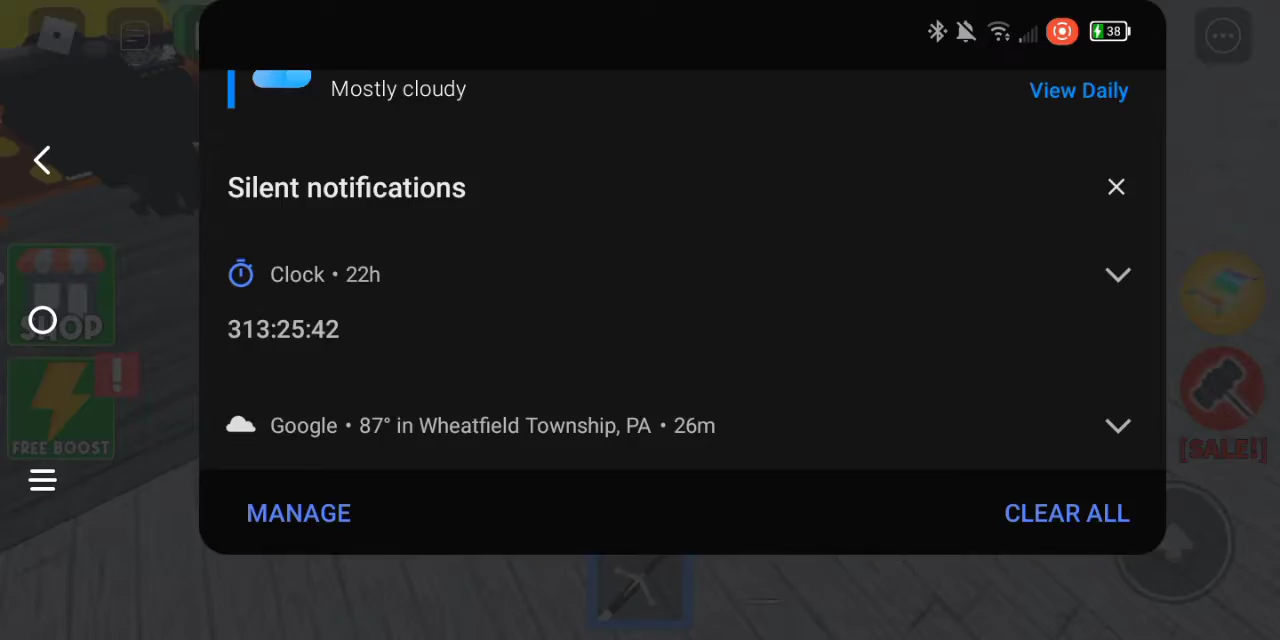 38
Mostly cloudy
View Daily
Silent notifications
Clock • 22h
313:25:42
SHOP
!
Google • 87° in Wheatfield Township, PA • 26m
FREE BOOST
[SALE!]
MANAGE
CLEAR ALL